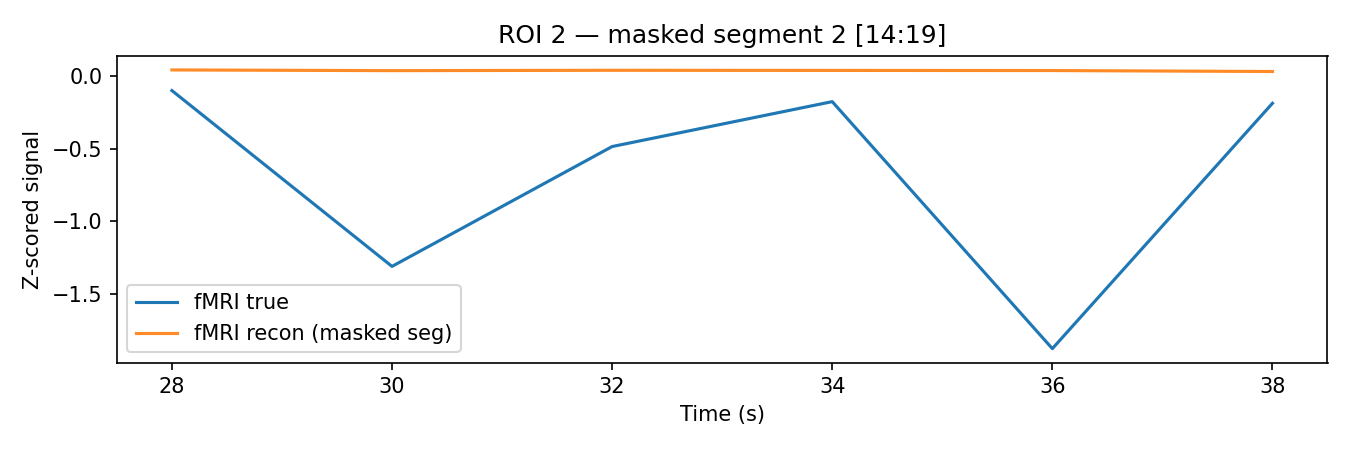 ROI 2 — masked segment 2 [14:19]
Z-scored signal
0.0
−0.5
−1.0
−1.5
fMRI true
fMRI recon (masked seg)
28 30 32 34 36 38
Time (s)